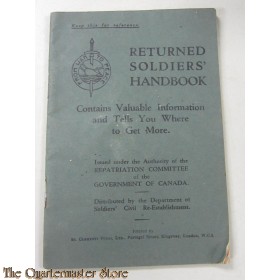 Keep this for reference
RETURNED
SOLDIERS'
HANDBOOK
Contains Valuable Information
and Tells You Where
to Get More.
Issued under the Authority of the
REPATRIATION COMMITTEE
of the
GOVERNMENT OF CANADA.
Distributed by the Department of
Soldiers' Civil Re-Establishment.
The Quartermaster Store